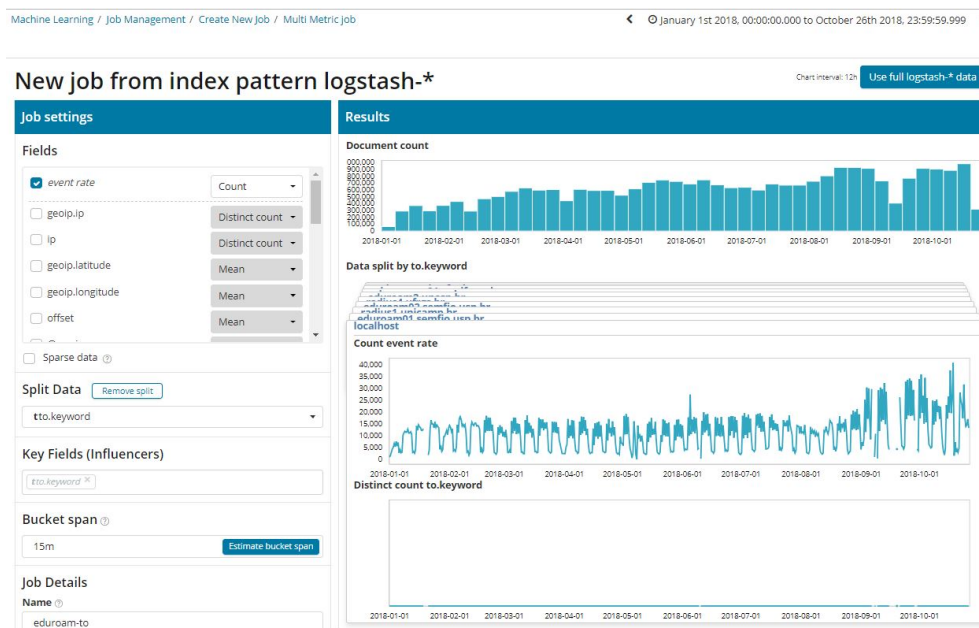 Machine Learning / Job Management / Create New Job / Multi Metric job
January 1st 2018, 00:00:00.000 to October 26th 2018, 23:59:59.999
New job from index pattern logstash-*
Chart interval: 12h
Use full logstash-* data
Job settings
Fields
event rate
Count
geoip.ip
Distinct count
ip
Distinct count
geoip.latitude
Mean
geoip.longitude
Mean
offset
Mean
Sparse data
Split Data
Remove split
tto.keyword
Key Fields (Influencers)
tto.keyword ×
Bucket span
15m
Estimate bucket span
Job Details
Name
eduroam-to
Results
Document count
900,000
800,000
700,000
600,000
500,000
400,000
300,000
200,000
100,000
0
2018-01-01 2018-02-01 2018-03-01 2018-04-01 2018-05-01 2018-06-01 2018-07-01 2018-08-01 2018-09-01 2018-10-01
Data split by to.keyword
eduroam02.semfio.usp.br
radius1.unicamp.br
eduroam01.semfio.usp.br
localhost
Count event rate
40,000
35,000
30,000
25,000
20,000
15,000
10,000
5,000
0
2018-01-01 2018-02-01 2018-03-01 2018-04-01 2018-05-01 2018-06-01 2018-07-01 2018-08-01 2018-09-01 2018-10-01
Distinct count to.keyword
2018-01-01 2018-02-01 2018-03-01 2018-04-01 2018-05-01 2018-06-01 2018-07-01 2018-08-01 2018-09-01 2018-10-01